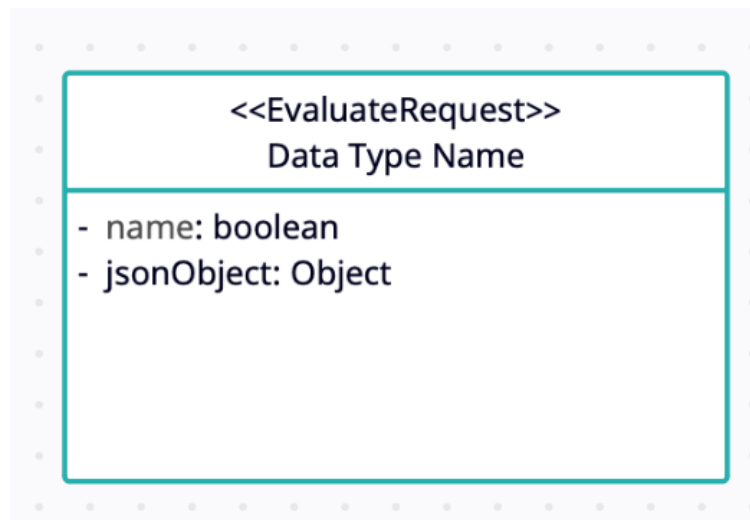 <<EvaluateRequest>>
Data Type Name
- name: boolean
- jsonObject: Object